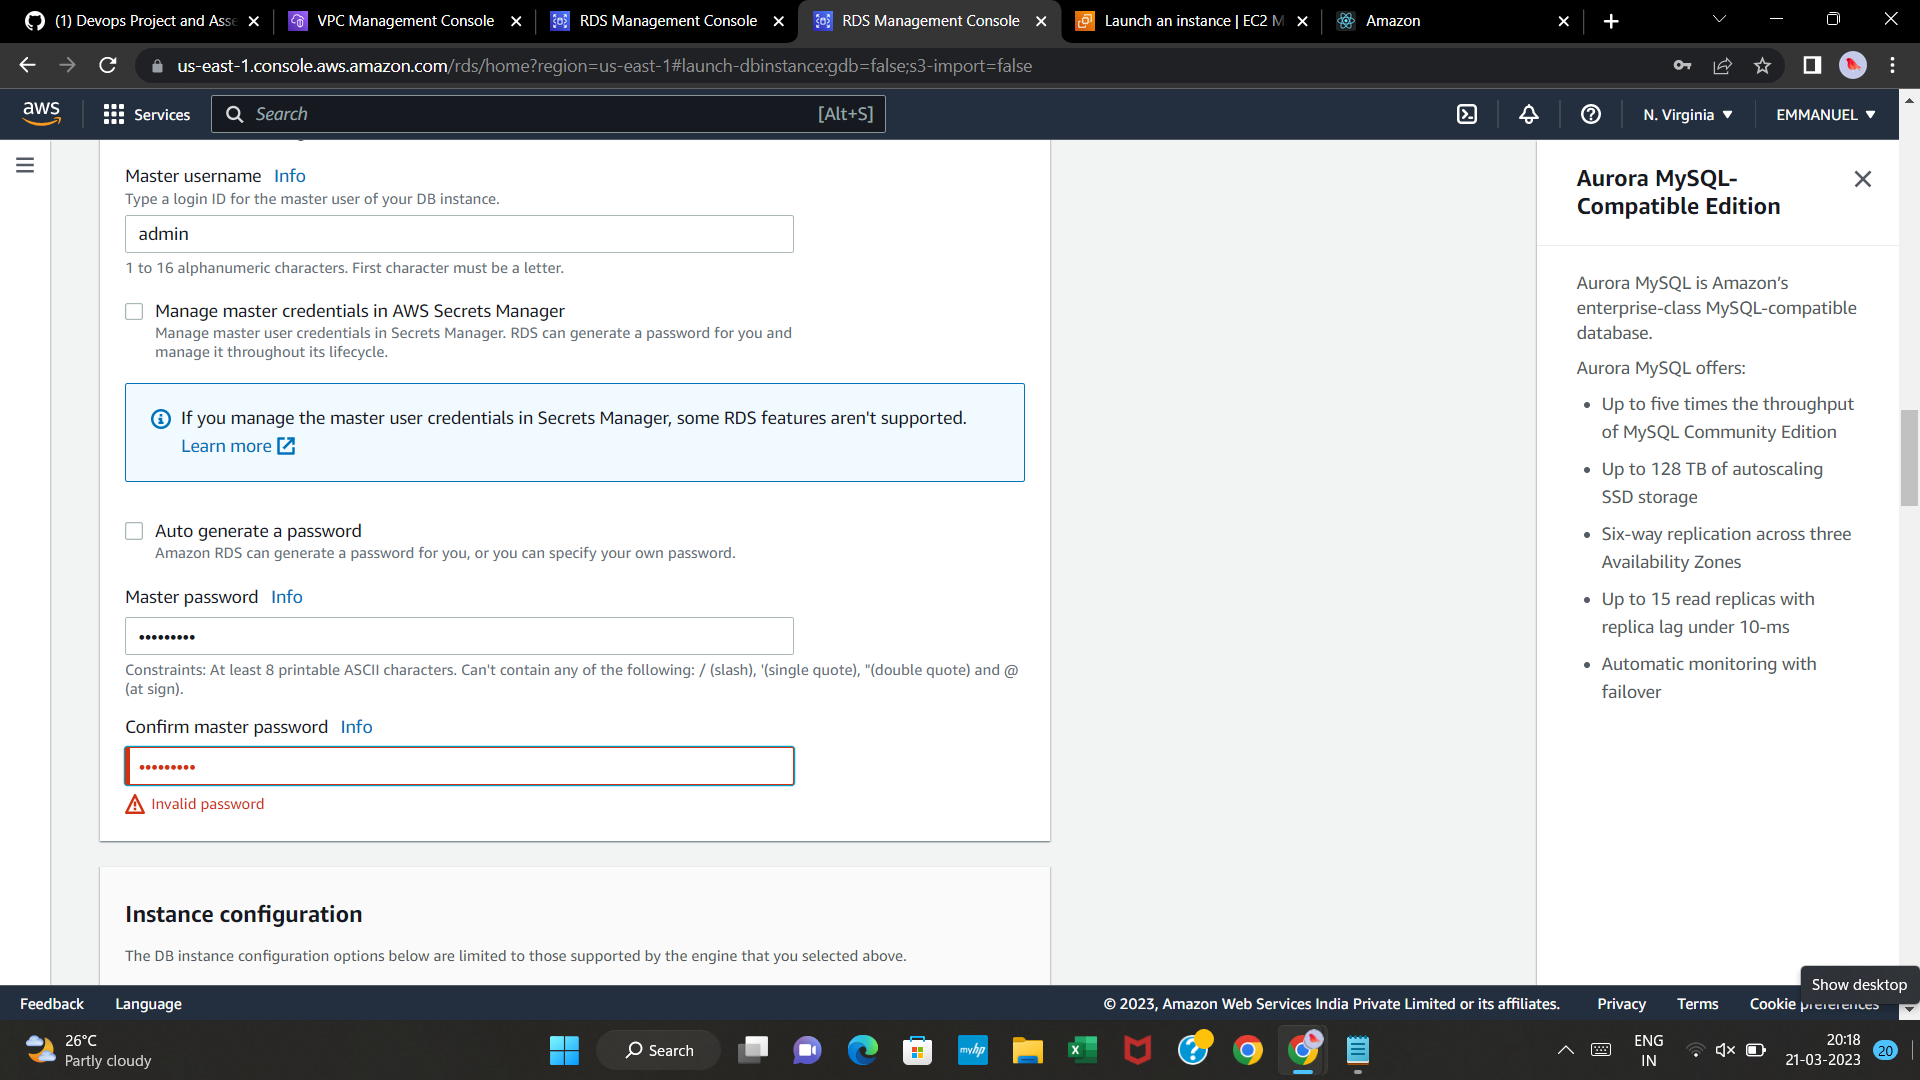 (1) Devops Project and Asse
VPC Management Console
RDS Management Console
RDS Management Console
Launch an instance | EC2 M
Amazon
us-east-1.console.aws.amazon.com/rds/home?region=us-east-1#launch-dbinstance:gdb=false;s3-import=false
aws
Services
Search
[Alt+S]
N. Virginia
EMMANUEL
Master username Info
Type a login ID for the master user of your DB instance.
admin
1 to 16 alphanumeric characters. First character must be a letter.
Manage master credentials in AWS Secrets Manager
Manage master user credentials in Secrets Manager. RDS can generate a password for you and
manage it throughout its lifecycle.
If you manage the master user credentials in Secrets Manager, some RDS features aren't supported.
Learn more
Auto generate a password
Amazon RDS can generate a password for you, or you can specify your own password.
Master password Info
•••••••••
Constraints: At least 8 printable ASCII characters. Can't contain any of the following: / (slash), '(single quote), "(double quote) and @
(at sign).
Confirm master password Info
•••••••••
Invalid password
Instance configuration
The DB instance configuration options below are limited to those supported by the engine that you selected above.
Aurora MySQL-
Compatible Edition
Aurora MySQL is Amazon’s
enterprise-class MySQL-compatible
database.
Aurora MySQL offers:
• Up to five times the throughput
of MySQL Community Edition
• Up to 128 TB of autoscaling
SSD storage
• Six-way replication across three
Availability Zones
• Up to 15 read replicas with
replica lag under 10-ms
• Automatic monitoring with
failover
Show desktop
Feedback
Language
© 2023, Amazon Web Services India Private Limited or its affiliates.
Privacy
Terms
Cookie preferences
26°C
Partly cloudy
Search
myhp
ENG
IN
20:18
21-03-2023
20